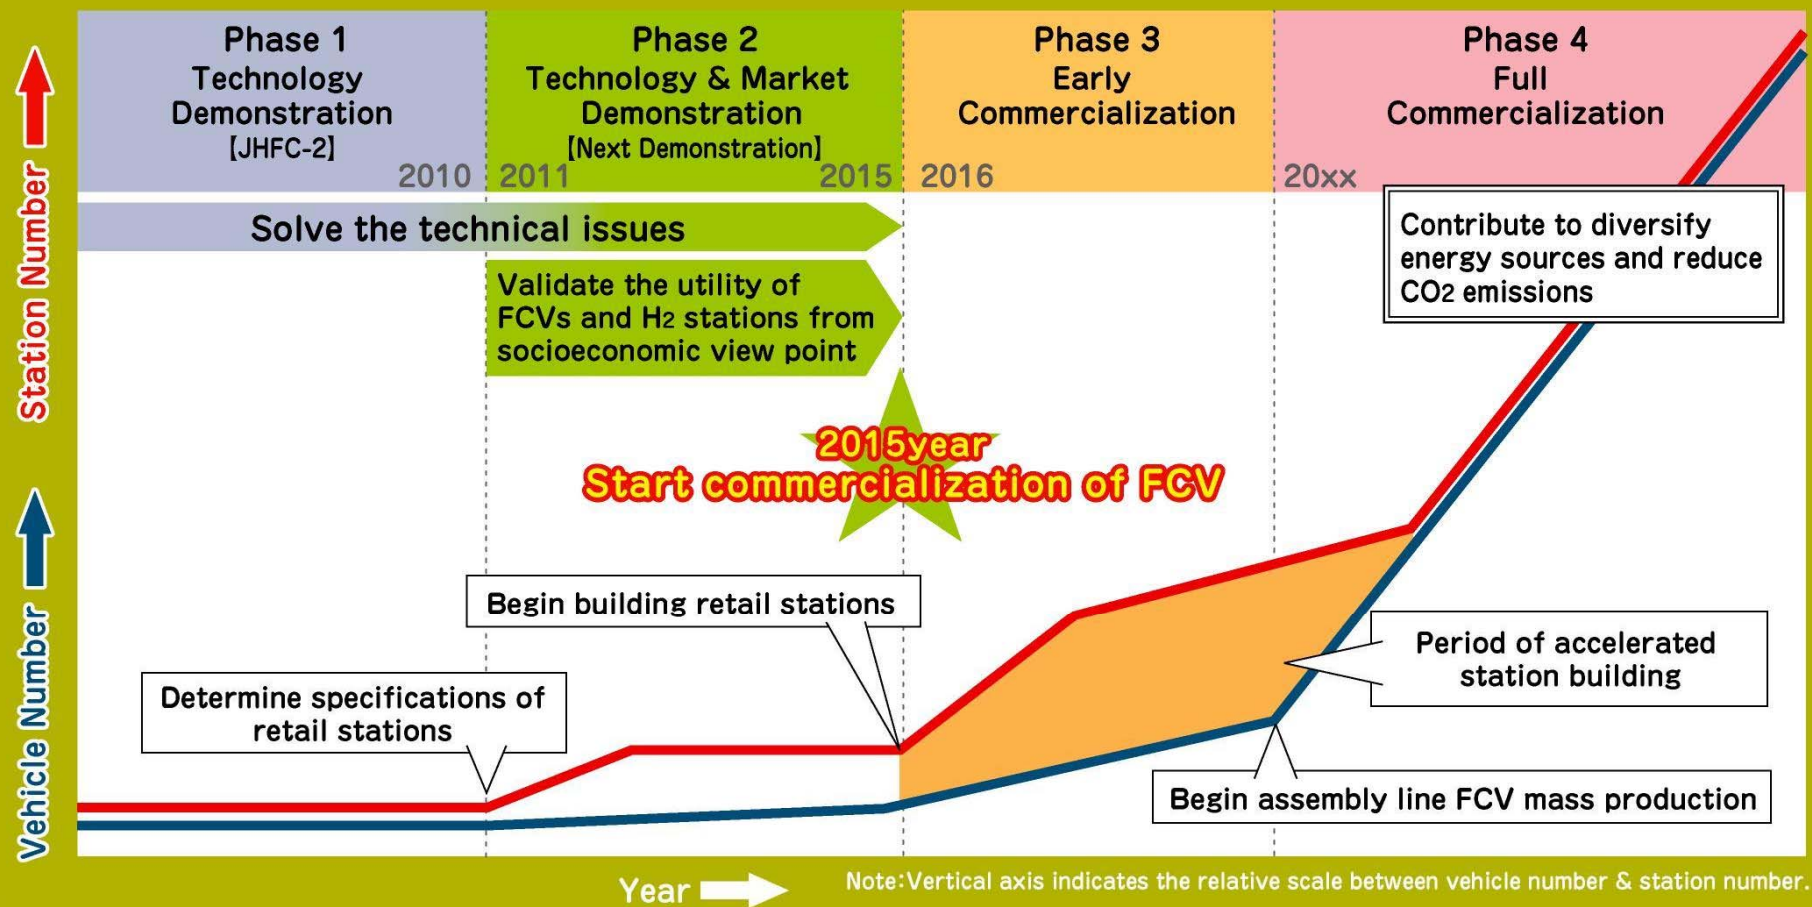 Phase 1
Technology
Demonstration
【JHFC-2】
2010
Phase 2
Technology & Market
Demonstration
【Next Demonstration】
2011
2015
Phase 3
Early
Commercialization
2016
Phase 4
Full
Commercialization
20xx
Station Number
Vehicle Number
Solve the technical issues
Validate the utility of
FCVs and H2 stations from
socioeconomic view point
Contribute to diversify
energy sources and reduce
CO2 emissions
2015year
Start commercialization of FCV
Begin building retail stations
Determine specifications of
retail stations
Period of accelerated
station building
Begin assembly line FCV mass production
Year
Note:Vertical axis indicates the relative scale between vehicle number & station number.